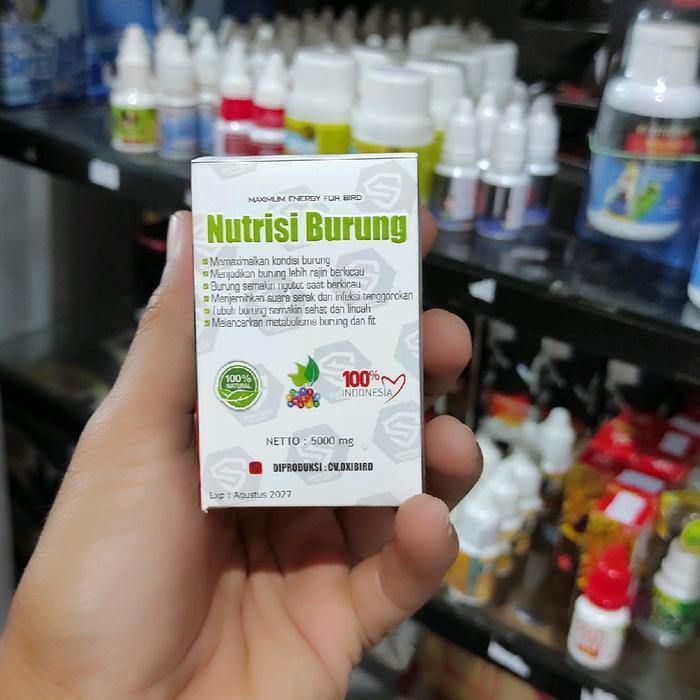 MAXIMUM ENERGY FOR BIRD
Nutrisi Burung
Memaximalkan kondisi burung
Menjadikan burung lebih rajin berkicau
Burung semakin ngotot saat berkicau
Menjernihkan suara serak dan infeksi tenggorokan
Tubuh burung semakin sehat dan lincah
Melancarkan metabolisme burung dan fit
100%
NATURAL
100%
INDONESIA
NETTO : 5000 mg
DIPRODUKSI : CV.OXIBIRD
Exp : Agustus 2027